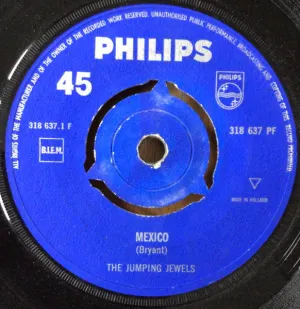 ALL RIGHTS OF THE MANUFACTURER AND OF THE OWNER OF THE RECORDED WORK RESERVED. UNAUTHORISED PUBLIC PERFORMANCE, BROADCASTING AND COPYING OF THIS RECORD PROHIBITED
PHILIPS
45
PHILIPS
318 637.1 F
318 637 PF
B.I.E.M.
MADE IN HOLLAND
MEXICO
(Bryant)
THE JUMPING JEWELS